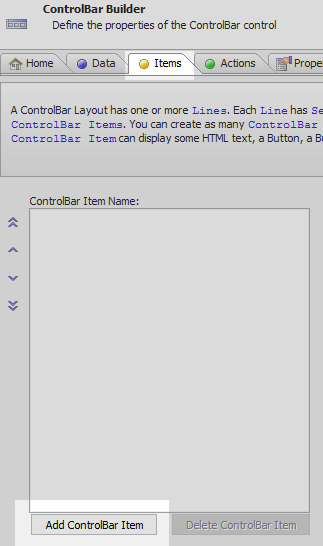 ControlBar Builder
Define the properties of the ControlBar control
Home Data Items Actions
A ControlBar Layout has one or more Lines. Each Line has
ControlBar Items. You can create as many ControlBar
ControlBar Item can display some HTML text, a Button, a
ControlBar Item Name:
Add ControlBar Item Delete ControlBar Item